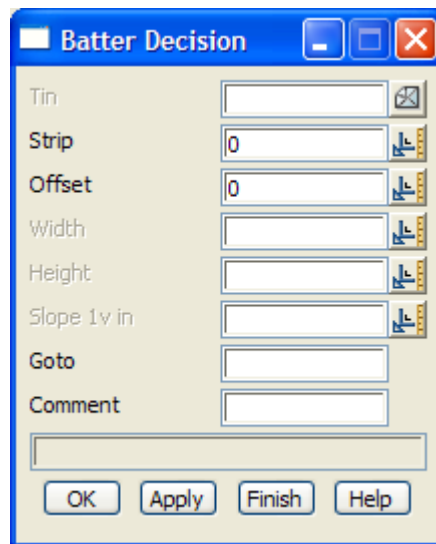 Batter Decision
Tin
Strip 0
Offset 0
Width
Height
Slope 1v in
Goto
Comment
OK Apply Finish Help